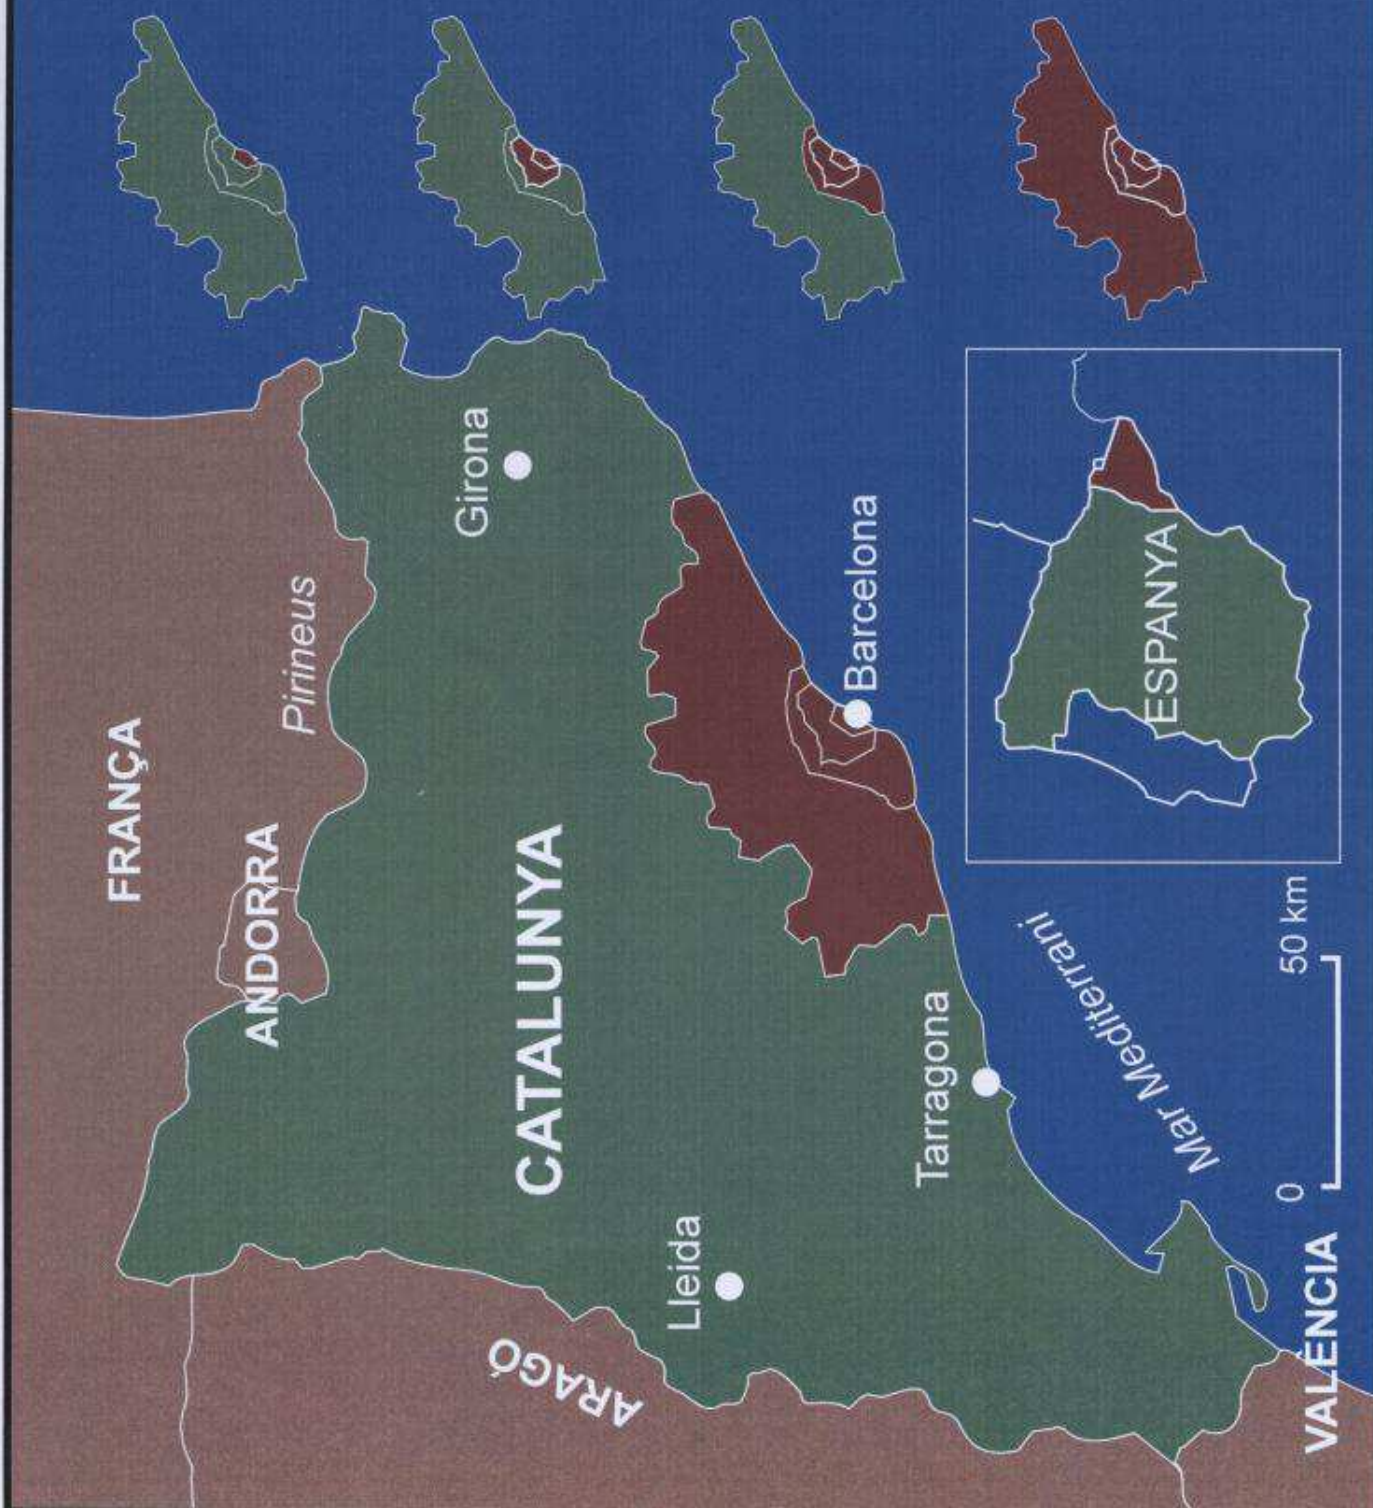 FRANÇA
ANDORRA
Pirineus
Girona
CATALUNYA
Barcelona
Lleida
Tarragona
ARAGÓ
Mar Mediterrani
ESPANYA
0
50 km
VALÈNCIA